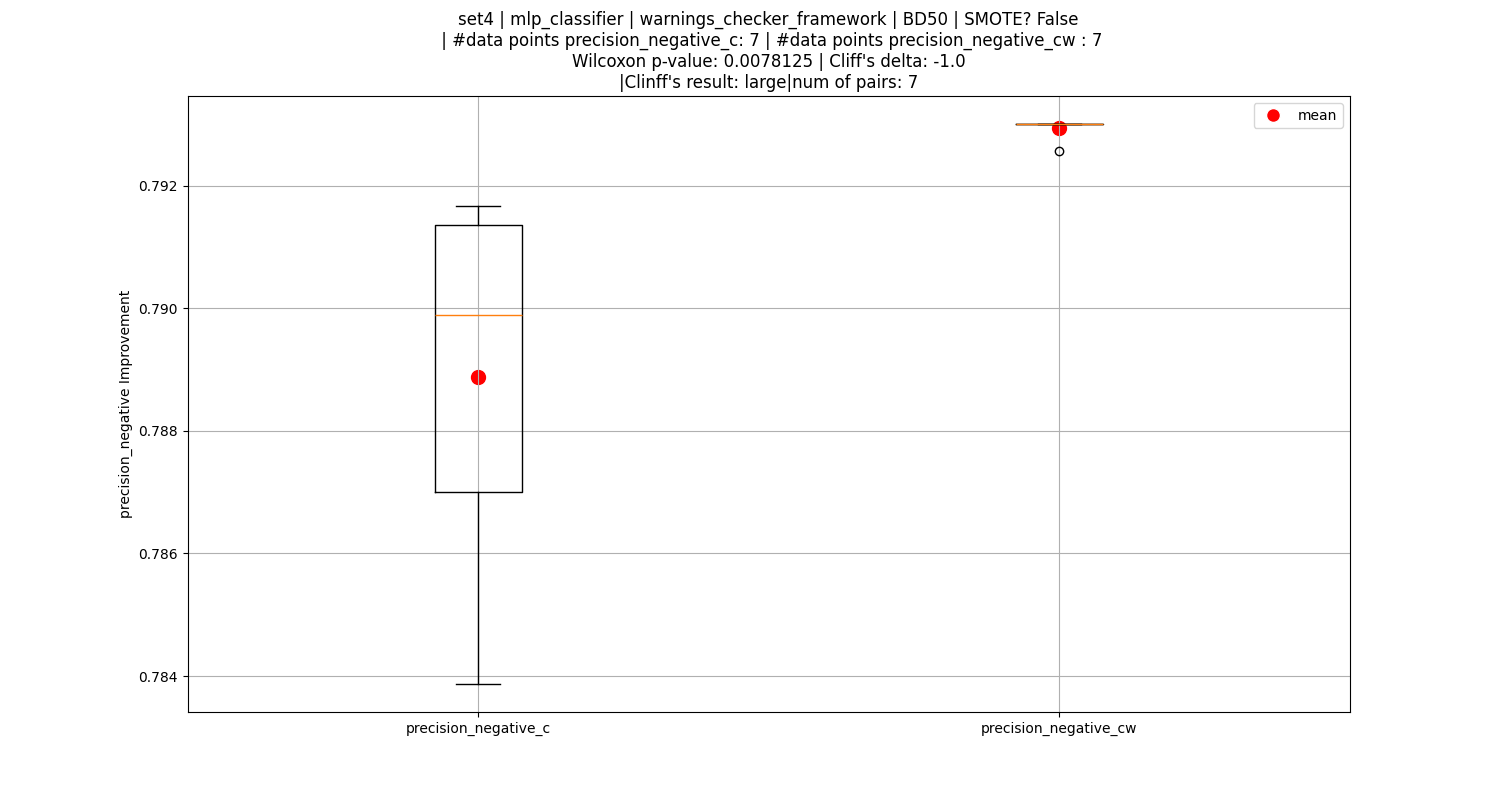 set4 | mlp_classifier | warnings_checker_framework | BD50 | SMOTE? False
| #data points precision_negative_c: 7 | #data points precision_negative_cw : 7
Wilcoxon p-value: 0.0078125 | Cliff's delta: -1.0
|Clinff's result: large|num of pairs: 7
mean
0.792
0.790
0.788
0.786
0.784
precision_negative Improvement
precision_negative_c
precision_negative_cw